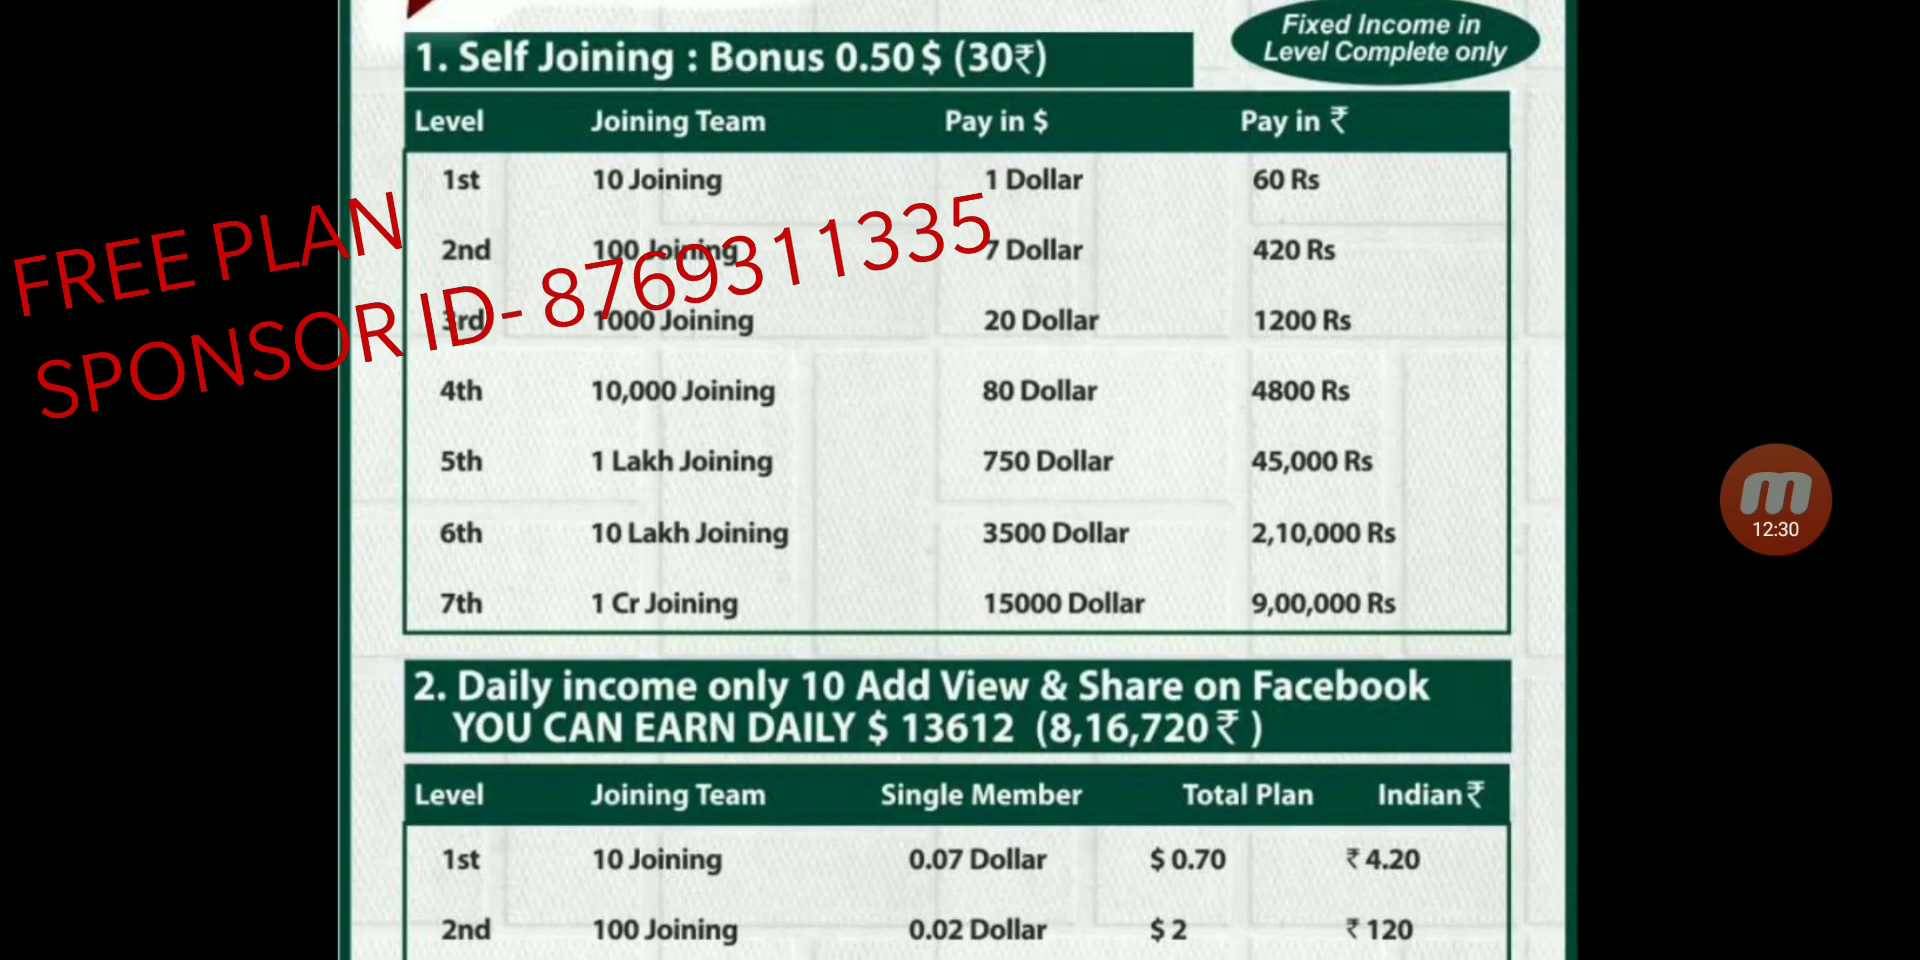 Fixed Income in
Level Complete only
1. Self Joining : Bonus 0.50 $ (30₹)
Level Joining Team Pay in $ Pay in ₹
1st 10 Joining 1 Dollar 60 Rs
2nd 100 Joining 7 Dollar 420 Rs
3rd 1000 Joining 20 Dollar 1200 Rs
4th 10,000 Joining 80 Dollar 4800 Rs
5th 1 Lakh Joining 750 Dollar 45,000 Rs
6th 10 Lakh Joining 3500 Dollar 2,10,000 Rs
7th 1 Cr Joining 15000 Dollar 9,00,000 Rs
FREE PLAN
SPONSOR ID- 8769311335
12:30
2. Daily income only 10 Add View & Share on Facebook
YOU CAN EARN DAILY $ 13612 (8,16,720 ₹ )
Level Joining Team Single Member Total Plan Indian ₹
1st 10 Joining 0.07 Dollar $ 0.70 ₹ 4.20
2nd 100 Joining 0.02 Dollar $ 2 ₹ 120